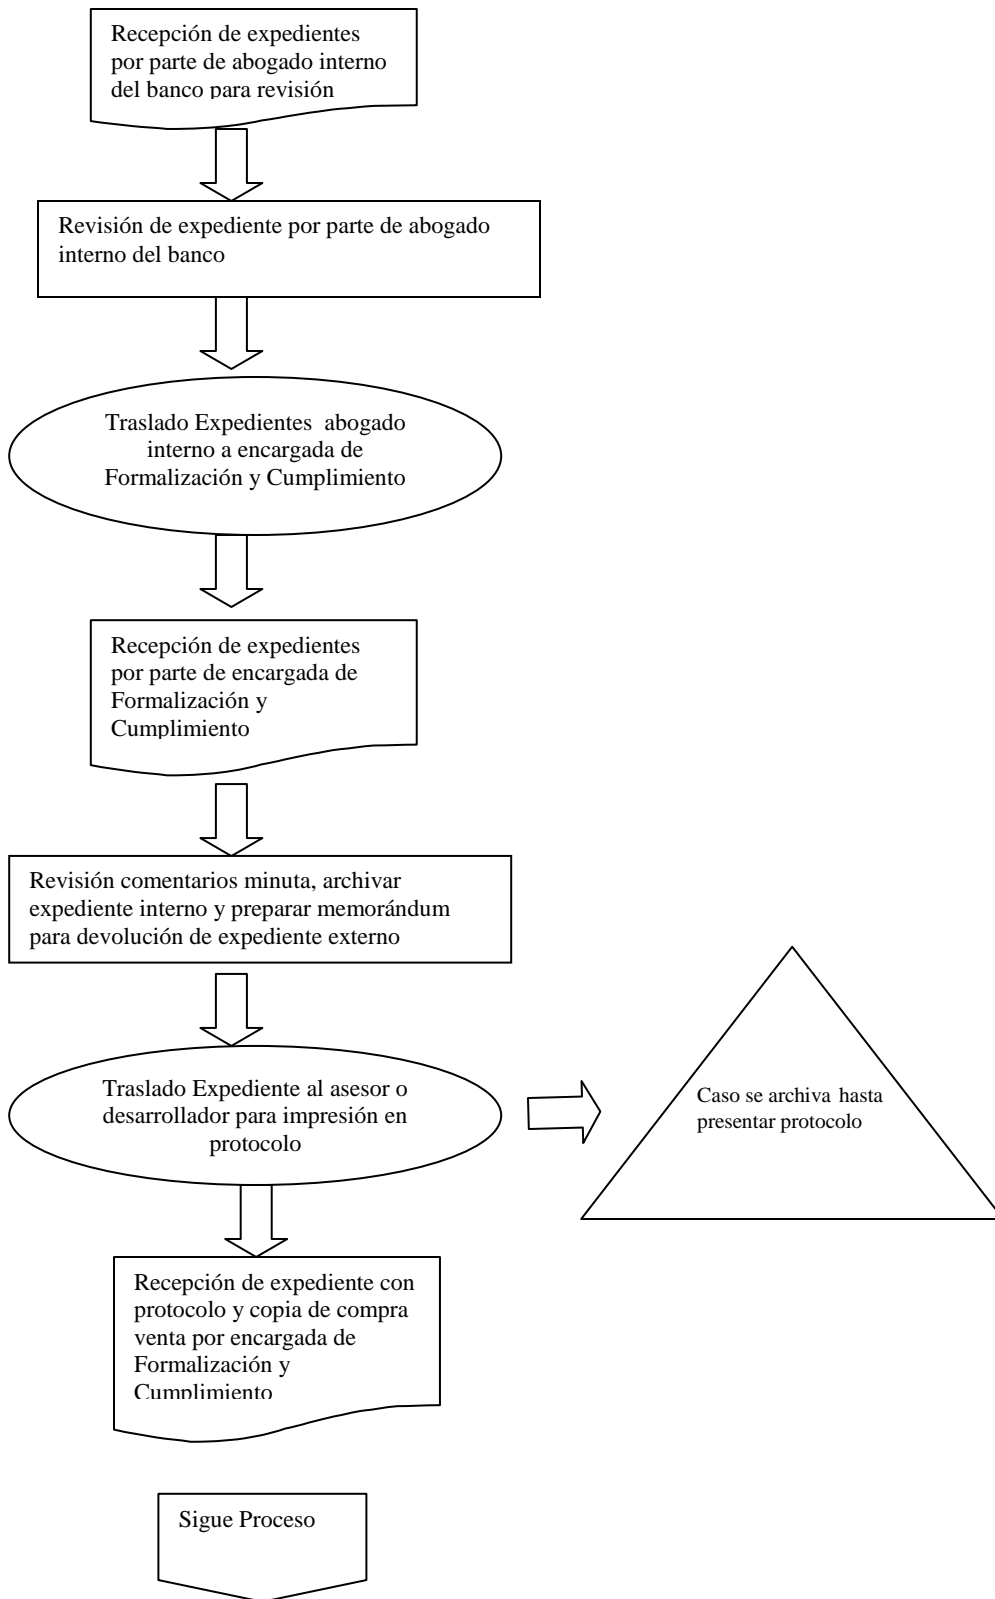 Recepción de expedientes
por parte de abogado interno
del banco para revisión
Revisión de expediente por parte de abogado
interno del banco
Traslado Expedientes abogado
interno a encargada de
Formalización y Cumplimiento
Recepción de expedientes
por parte de encargada de
Formalización y
Cumplimiento
Revisión comentarios minuta, archivar
expediente interno y preparar memorándum
para devolución de expediente externo
Traslado Expediente al asesor o
desarrollador para impresión en
protocolo
Caso se archiva hasta
presentar protocolo
Recepción de expediente con
protocolo y copia de compra
venta por encargada de
Formalización y
Cumplimiento
Sigue Proceso